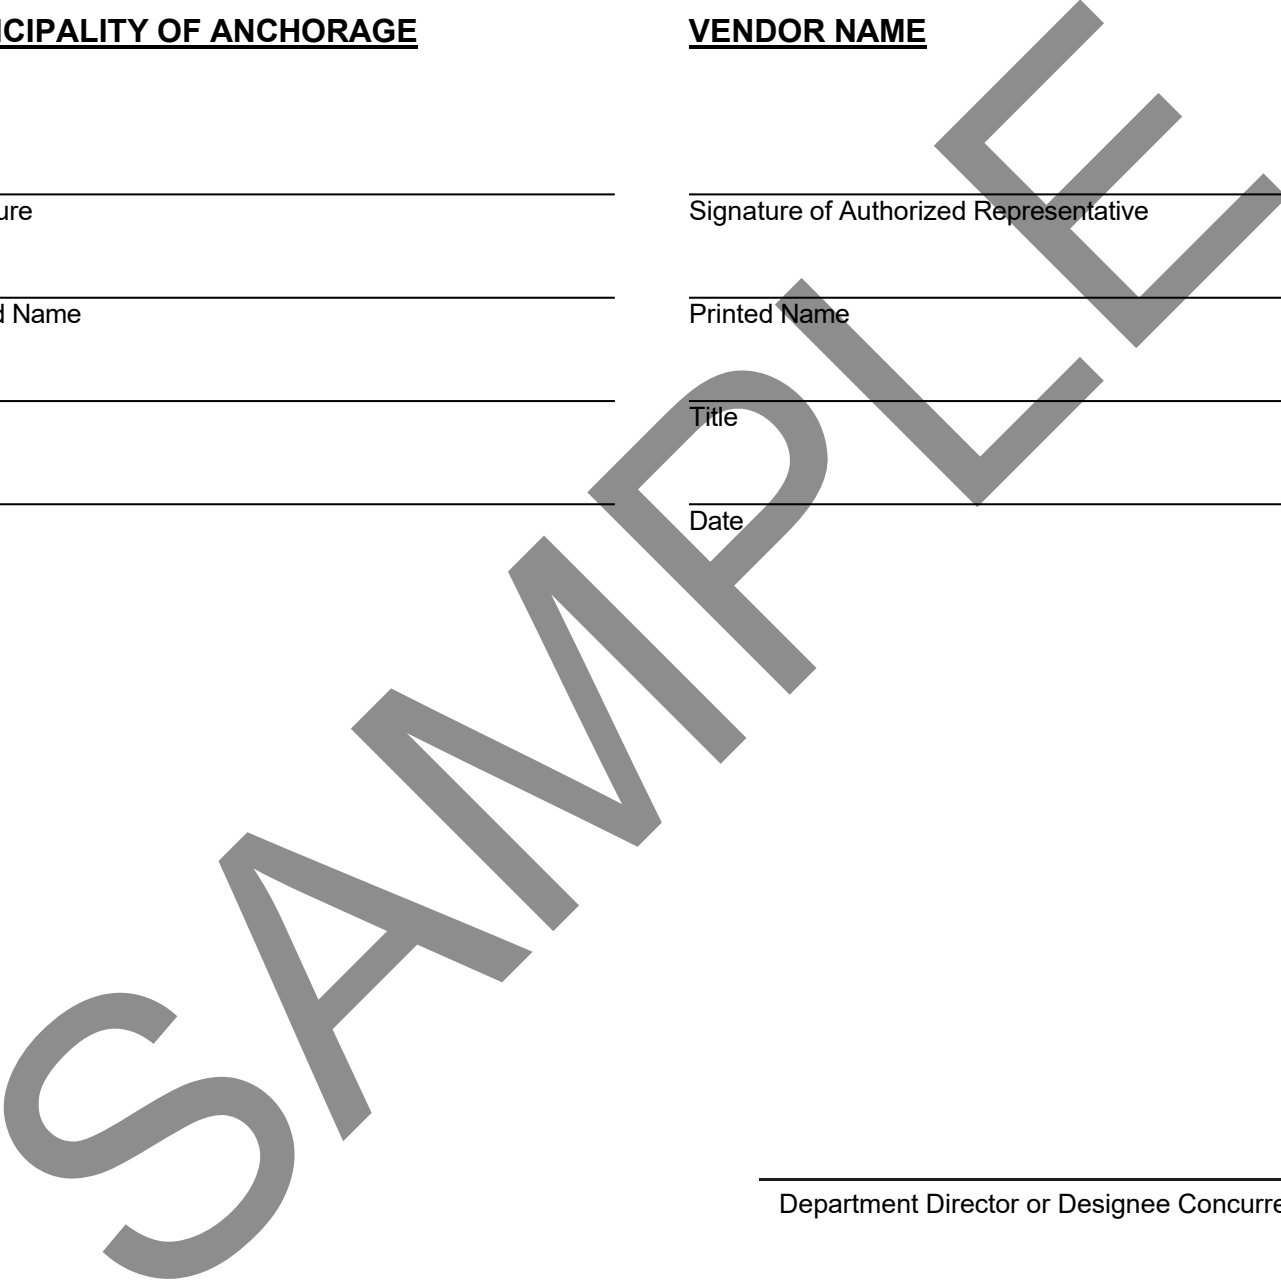 ICIPALITY OF ANCHORAGE
VENDOR NAME
ure
Signature of Authorized Representative
d Name
Printed Name
Title
Date
Department Director or Designee Concurre
SAMPLE